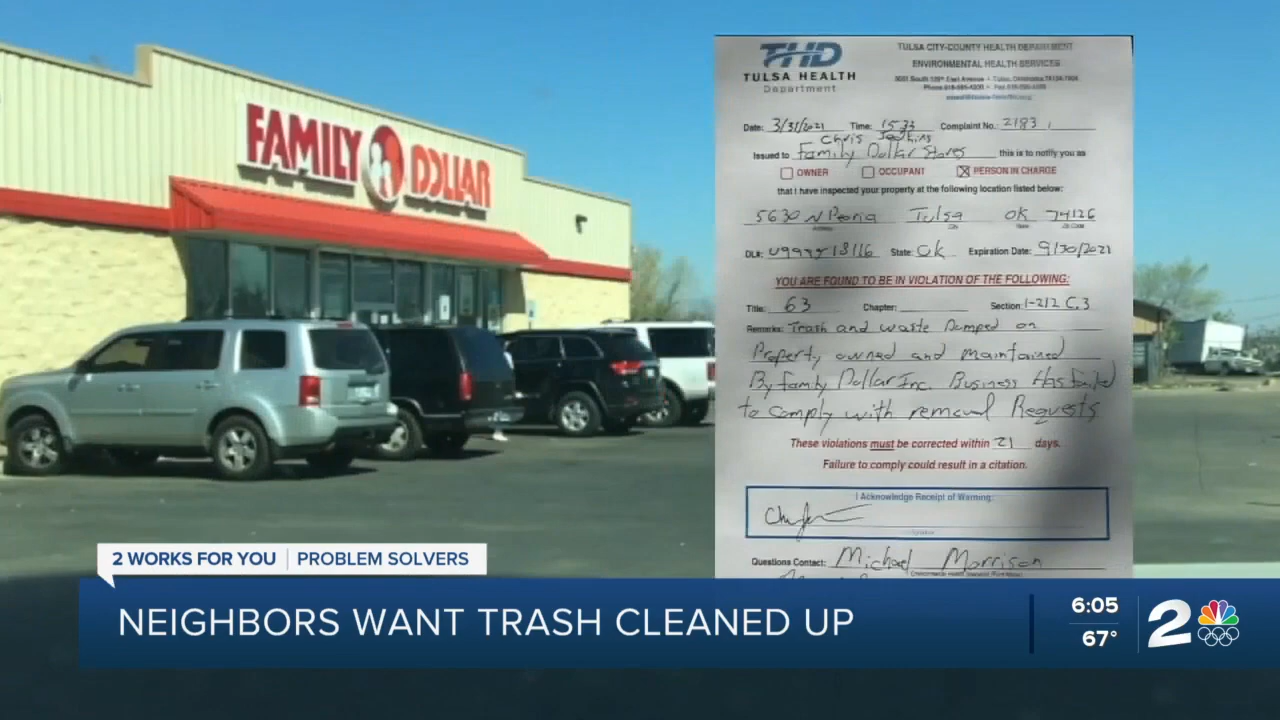 FAMILY DOLLAR
THD
TULSA HEALTH
Department
TULSA CITY-COUNTY HEALTH DEPARTMENT
ENVIRONMENTAL HEALTH SERVICES
Date: 3/31/2021 Time: 1533 Complaint No. 2183
Chris Jenkins
Issued to Family Dollar Stores this is to notify you as
OWNER OCCUPANT PERSON IN CHARGE
that I have inspected your property at the following location listed below:
5630 N Peoria Tulsa OK 74126
DL#: State: Ok Expiration Date: 9/30/2021
YOU ARE FOUND TO BE IN VIOLATION OF THE FOLLOWING:
Title: 63 Chapter: Section: 1-212 C.3
Remarks: Trash and waste Dumped on
Property owned and Maintained
By Family Dollar Inc. Business Has Failed
to comply with removal Requests
These violations must be corrected within 21 days.
Failure to comply could result in a citation.
I Acknowledge Receipt of Warning:
Questions Contact: Michael Morrison
2 WORKS FOR YOU | PROBLEM SOLVERS
NEIGHBORS WANT TRASH CLEANED UP
6:05
67°
2